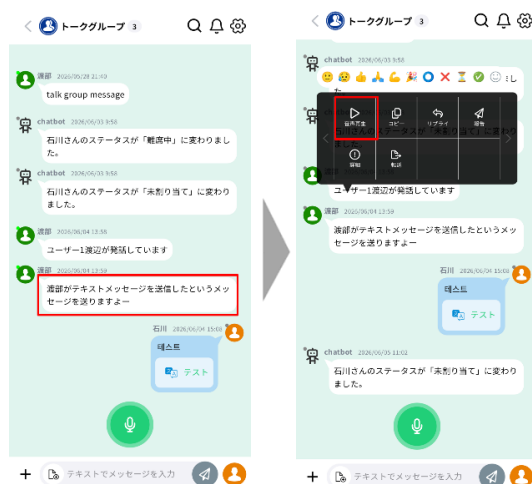 トークグループ 3
渡部 2026/05/28 21:40
talk group message
chatbot 2026/06/03 9:58
石川さんのステータスが「離席中」に変わりまし
た。
chatbot 2026/06/03 9:58
石川さんのステータスが「未割り当て」に変わり
ました。
渡部 2026/06/04 13:58
ユーザー1渡辺が発話しています
渡部 2026/06/04 13:59
渡部がテキストメッセージを送信したというメッ
セージを送りますよー
石川 2026/06/04 15:03
테스트
テスト
テキストでメッセージを入力
トークグループ 3
chatbot 2026/06/03 9:58
た。
音声再生
コピー
リプライ
報告
詳細
転送
ユーザー1渡辺が発話しています
渡部 2026/06/04 13:59
渡部がテキストメッセージを送信したというメッ
セージを送りますよー
石川 2026/06/04 15:03
테스트
テスト
chatbot 2026/06/05 11:02
石川さんのステータスが「未割り当て」に変わり
ました。
テキストでメッセージを入力